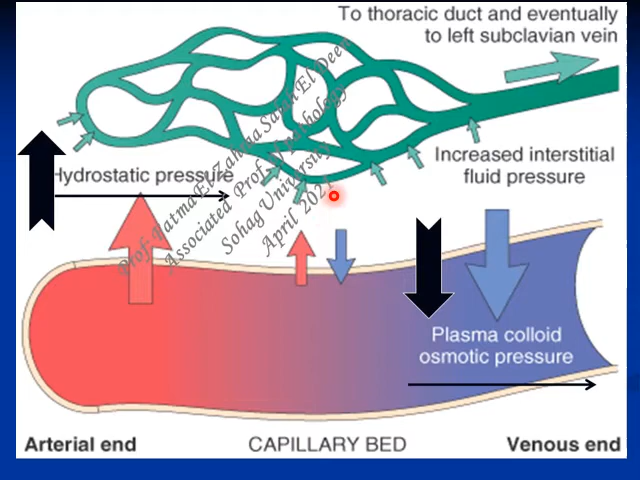 To thoracic duct and eventually
to left subclavian vein
Hydrostatic pressure
Increased interstitial
fluid pressure
Prof. Fatma El Zahraa Salah El Deen
Associated Prof. of pathology
Sohag University
April, 2021
Plasma colloid
osmotic pressure
Arterial end
CAPILLARY BED
Venous end